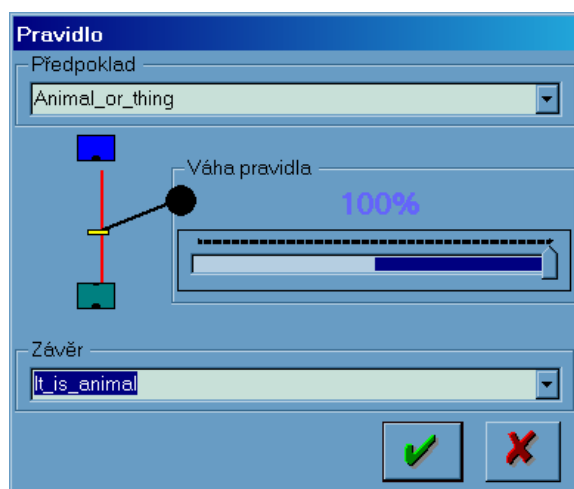 Pravidlo
Předpoklad
Animal_or_thing
Váha pravidla
100%
Závěr
It_is_animal